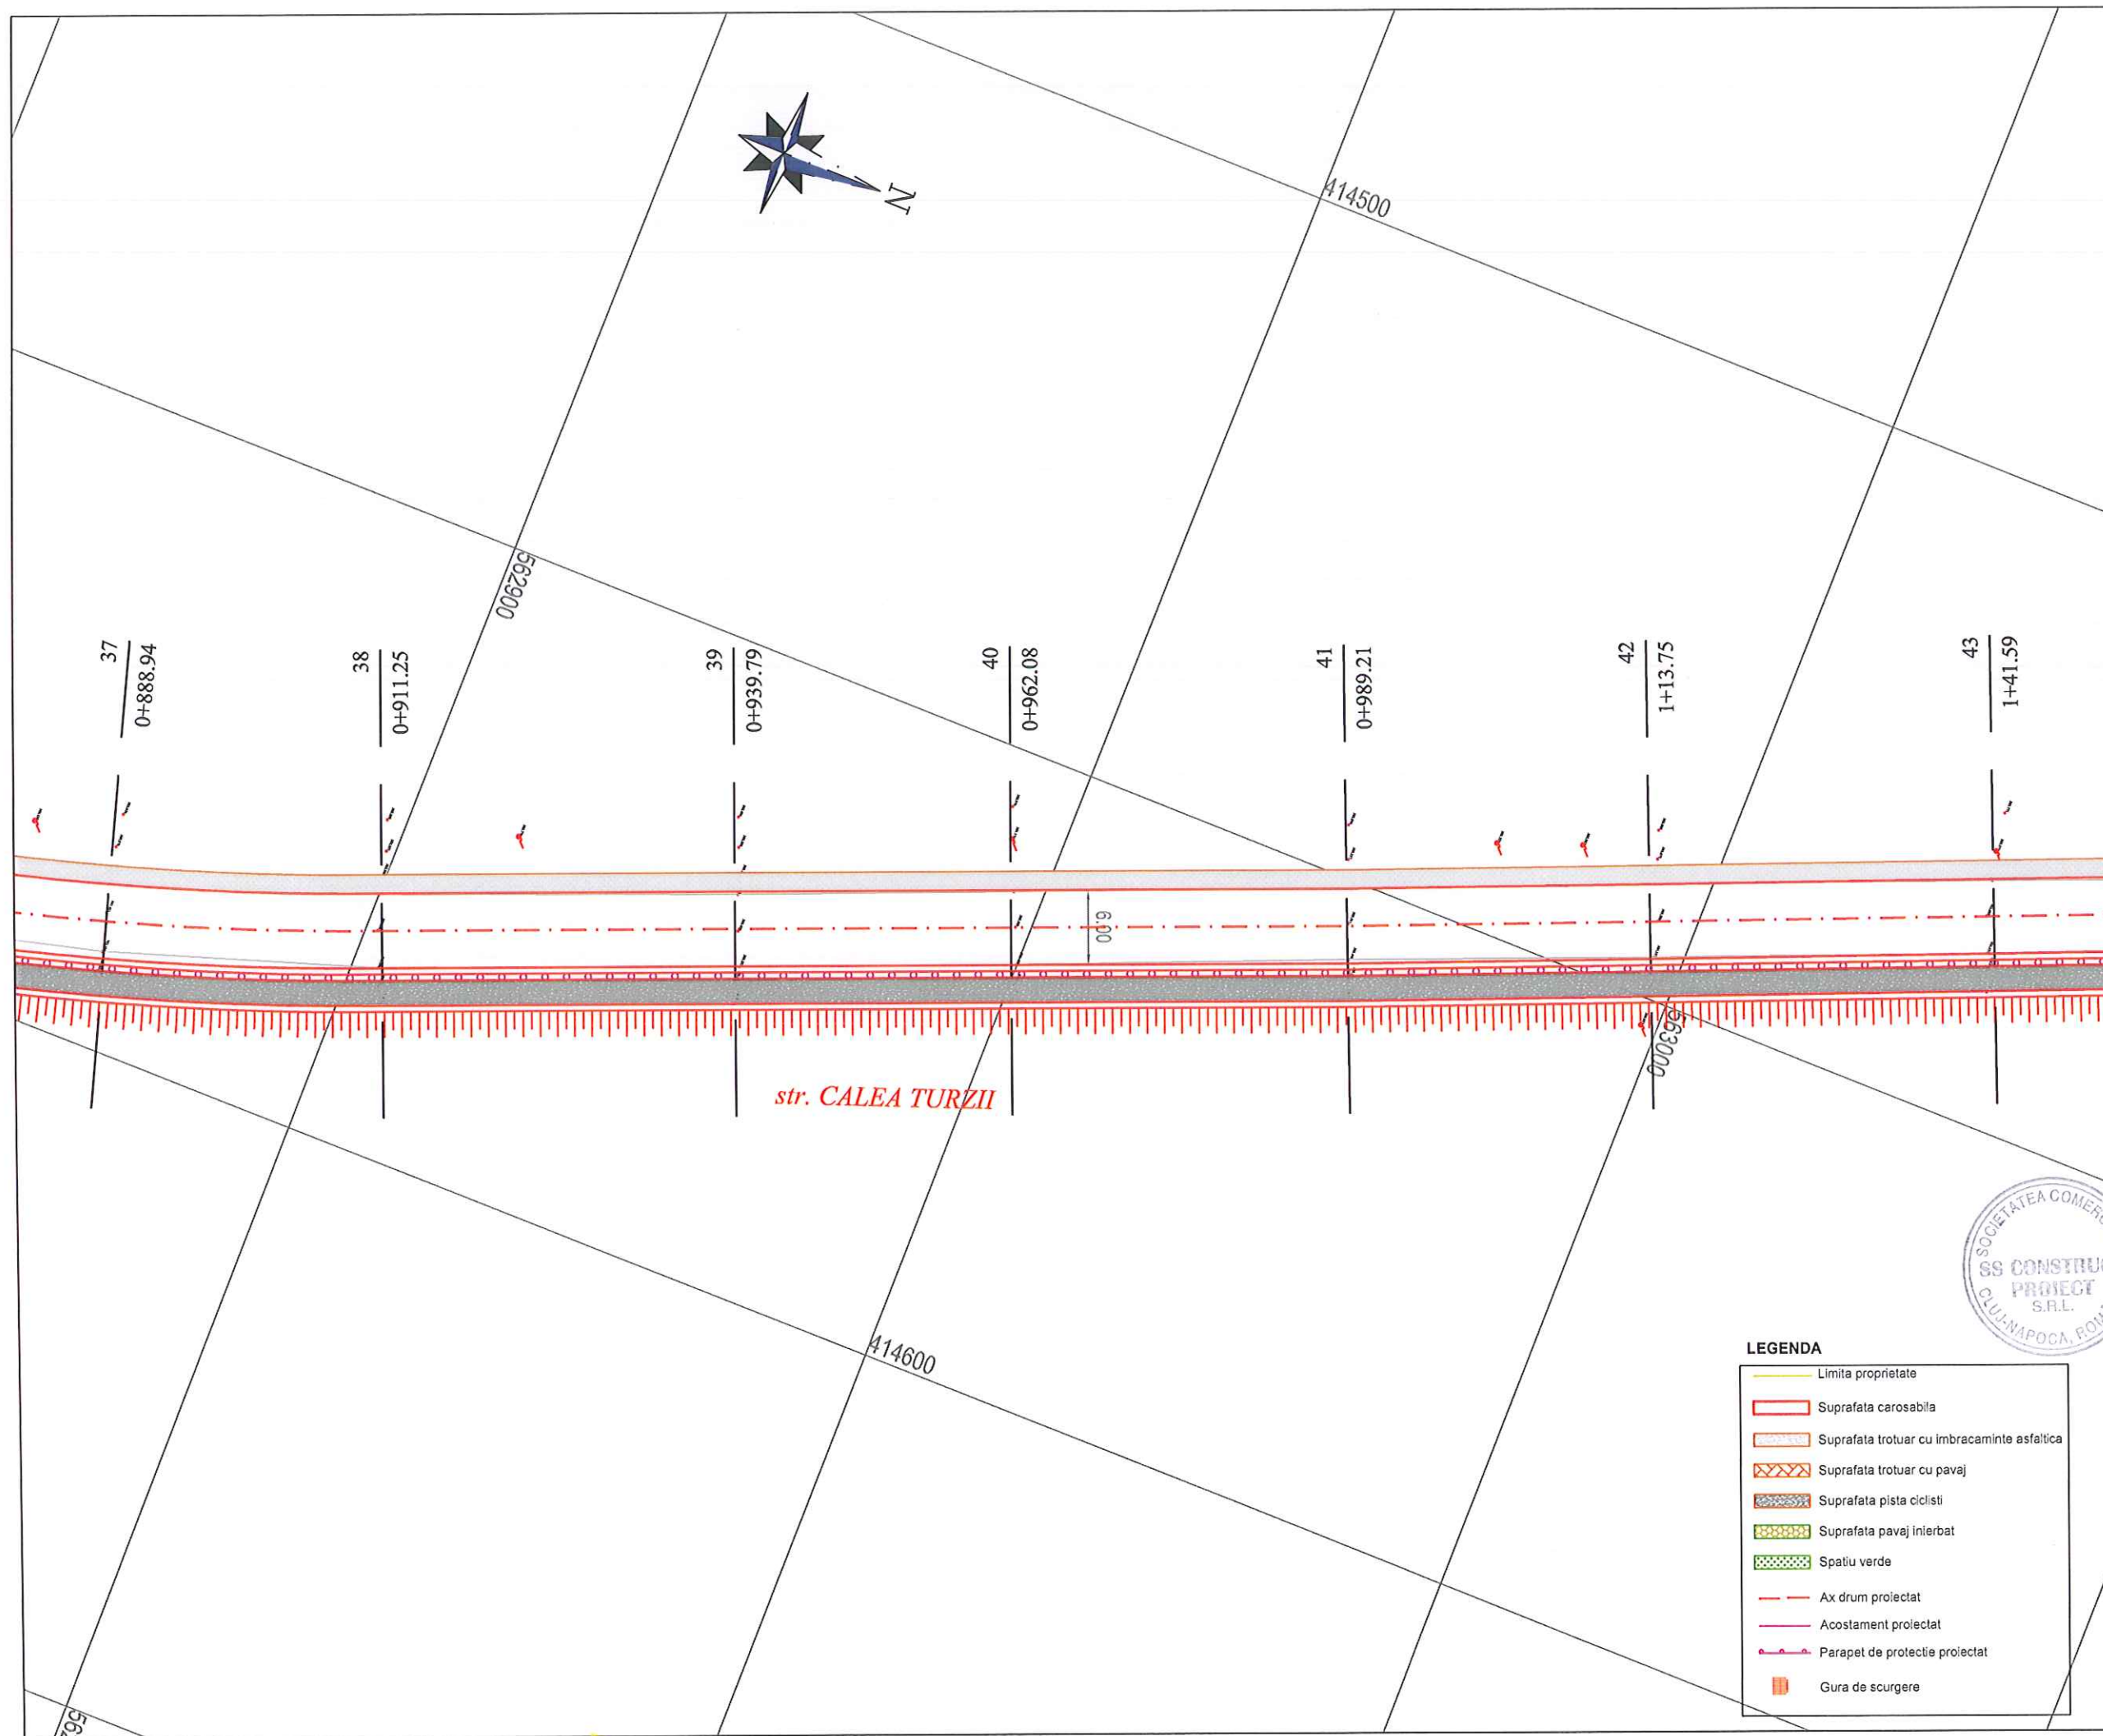 N
414500
562900
37
0+888.94
38
0+911.25
39
0+939.79
40
0+962.08
41
0+989.21
42
1+13.75
43
1+41.59
6.00
563000
str. CALEA TURZII
414600
SOCIETATEA
SS
PROIECT
S.R.L.
CLUJ-NAPOCA,
LEGENDA
Limita proprietate
Suprafata carosabila
Suprafata trotuar cu imbracaminte asfaltica
Suprafata trotuar cu pavaj
Suprafata pista ciclisti
Suprafata pavaj inierbat
Spatiu verde
Ax drum proiectat
Acostament proiectat
Parapet de protectie proiectat
Gura de scurgere